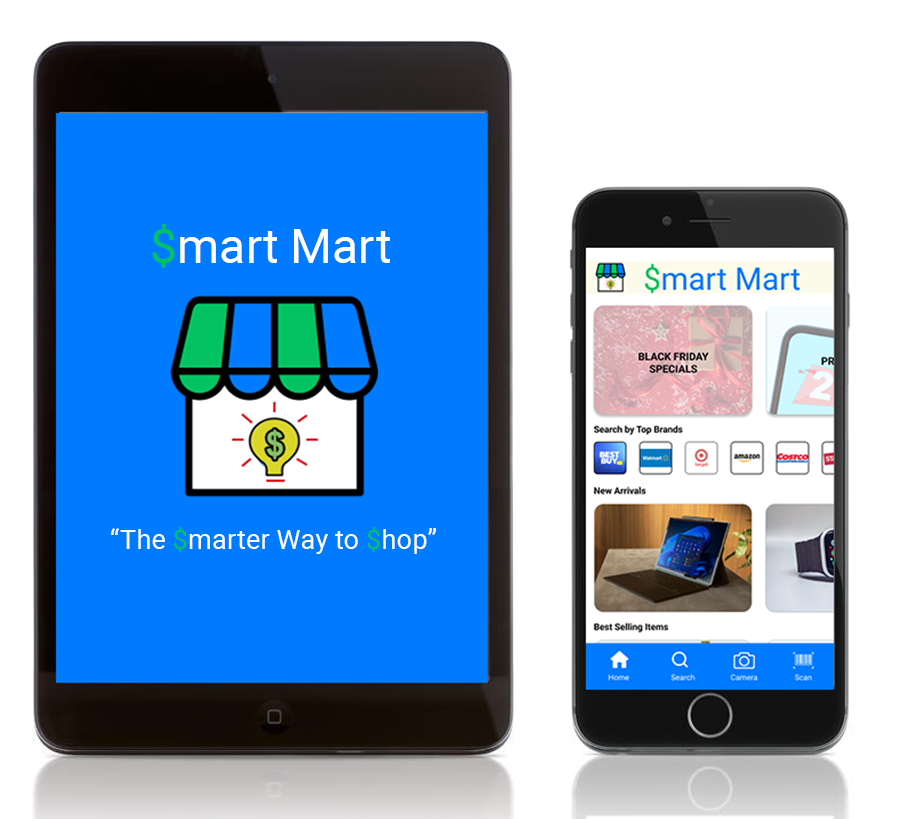 $mart Mart
$
“The $marter Way to $hop”
$mart Mart
BLACK FRIDAY
SPECIALS
PR
2
Search by Top Brands
BEST
BUY
Walmart
target
amazon
COSTCO
New Arrivals
Best Selling Items
Home
Search
Camera
Scan